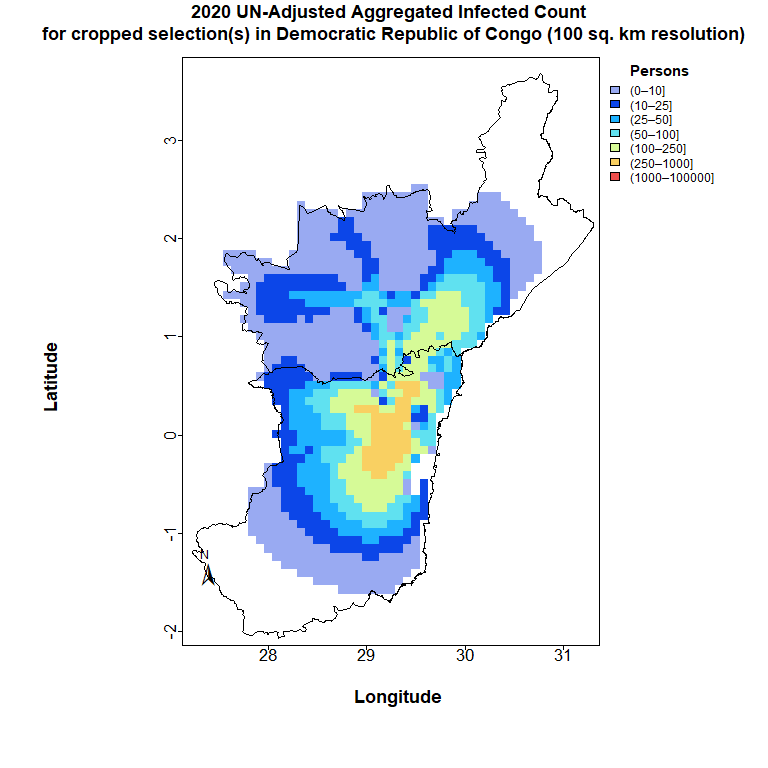 2020 UN-Adjusted Aggregated Infected Count
for cropped selection(s) in Democratic Republic of Congo (100 sq. km resolution)
Persons
(0–10]
(10–25]
(25–50]
(50–100]
(100–250]
(250–1000]
(1000–100000]
3
2
1
0
-1
-2
Latitude
N
28 29 30 31
Longitude